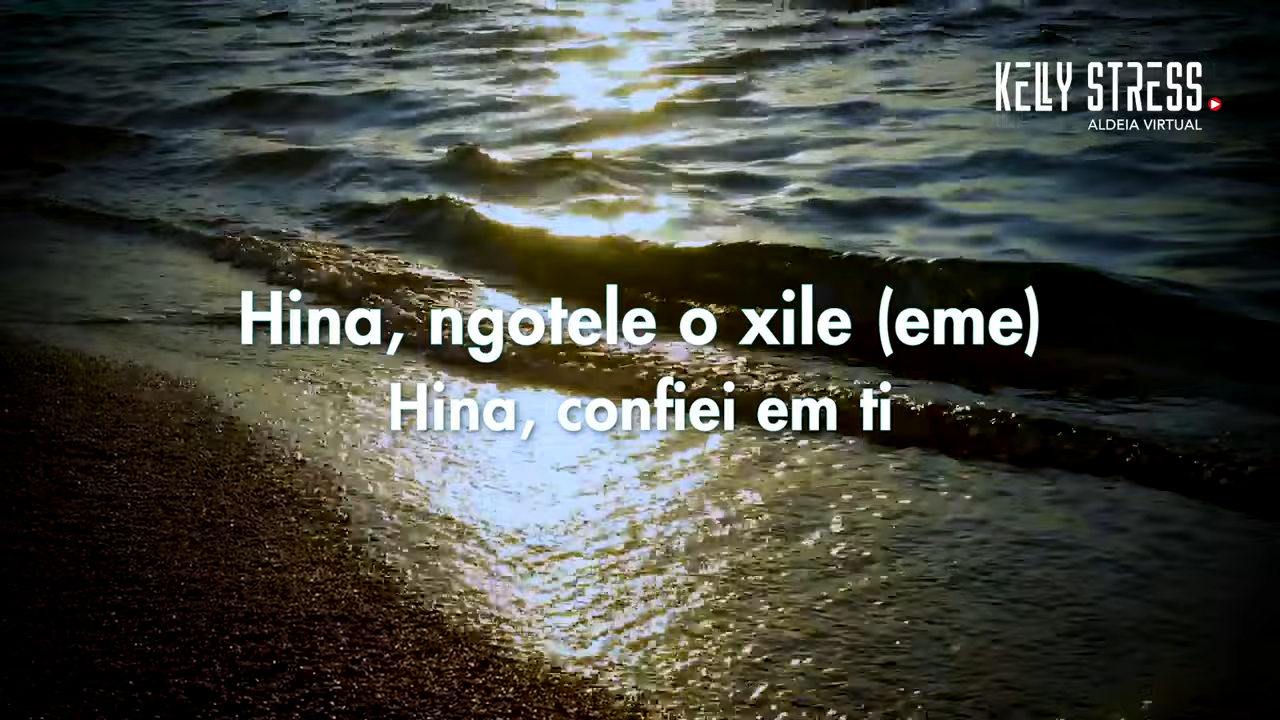 KELLY STRESS
ALDEIA VIRTUAL
Hina, ngotele o xile (eme)
Hina, confiei em ti